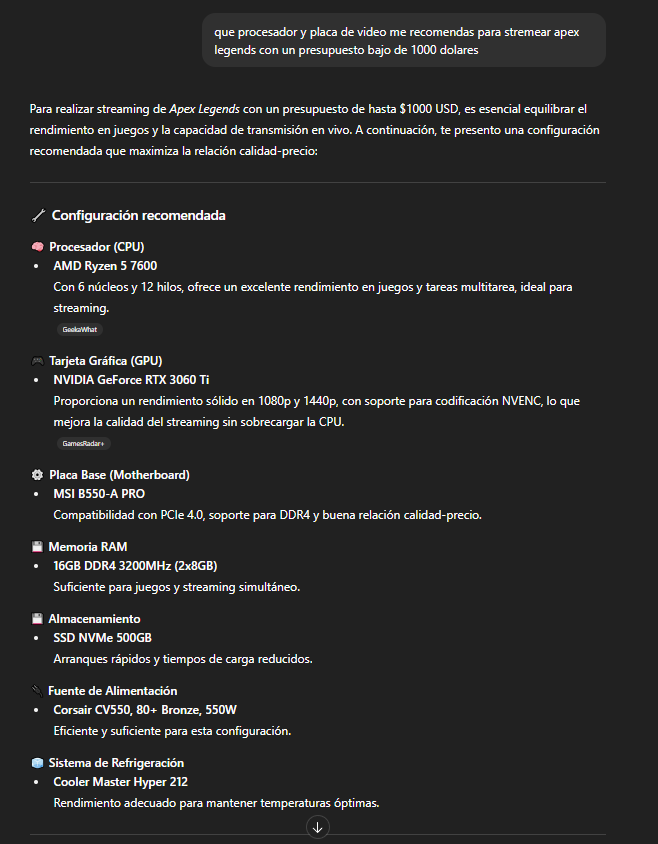 que procesador y placa de video me recomendas para stremear apex
legends con un presupuesto bajo de 1000 dolares
Para realizar streaming de Apex Legends con un presupuesto de hasta $1000 USD, es esencial equilibrar el
rendimiento en juegos y la capacidad de transmisión en vivo. A continuación, te presento una configuración
recomendada que maximiza la relación calidad-precio:
Configuración recomendada
Procesador (CPU)
AMD Ryzen 5 7600
Con 6 núcleos y 12 hilos, ofrece un excelente rendimiento en juegos y tareas multitarea, ideal para
streaming.
GeekaWhat
Tarjeta Gráfica (GPU)
NVIDIA GeForce RTX 3060 Ti
Proporciona un rendimiento sólido en 1080p y 1440p, con soporte para codificación NVENC, lo que
mejora la calidad del streaming sin sobrecargar la CPU.
GamesRadar+
Placa Base (Motherboard)
MSI B550-A PRO
Compatibilidad con PCIe 4.0, soporte para DDR4 y buena relación calidad-precio.
Memoria RAM
16GB DDR4 3200MHz (2x8GB)
Suficiente para juegos y streaming simultáneo.
Almacenamiento
SSD NVMe 500GB
Arranques rápidos y tiempos de carga reducidos.
Fuente de Alimentación
Corsair CV550, 80+ Bronze, 550W
Eficiente y suficiente para esta configuración.
Sistema de Refrigeración
Cooler Master Hyper 212
Rendimiento adecuado para mantener temperaturas óptimas.